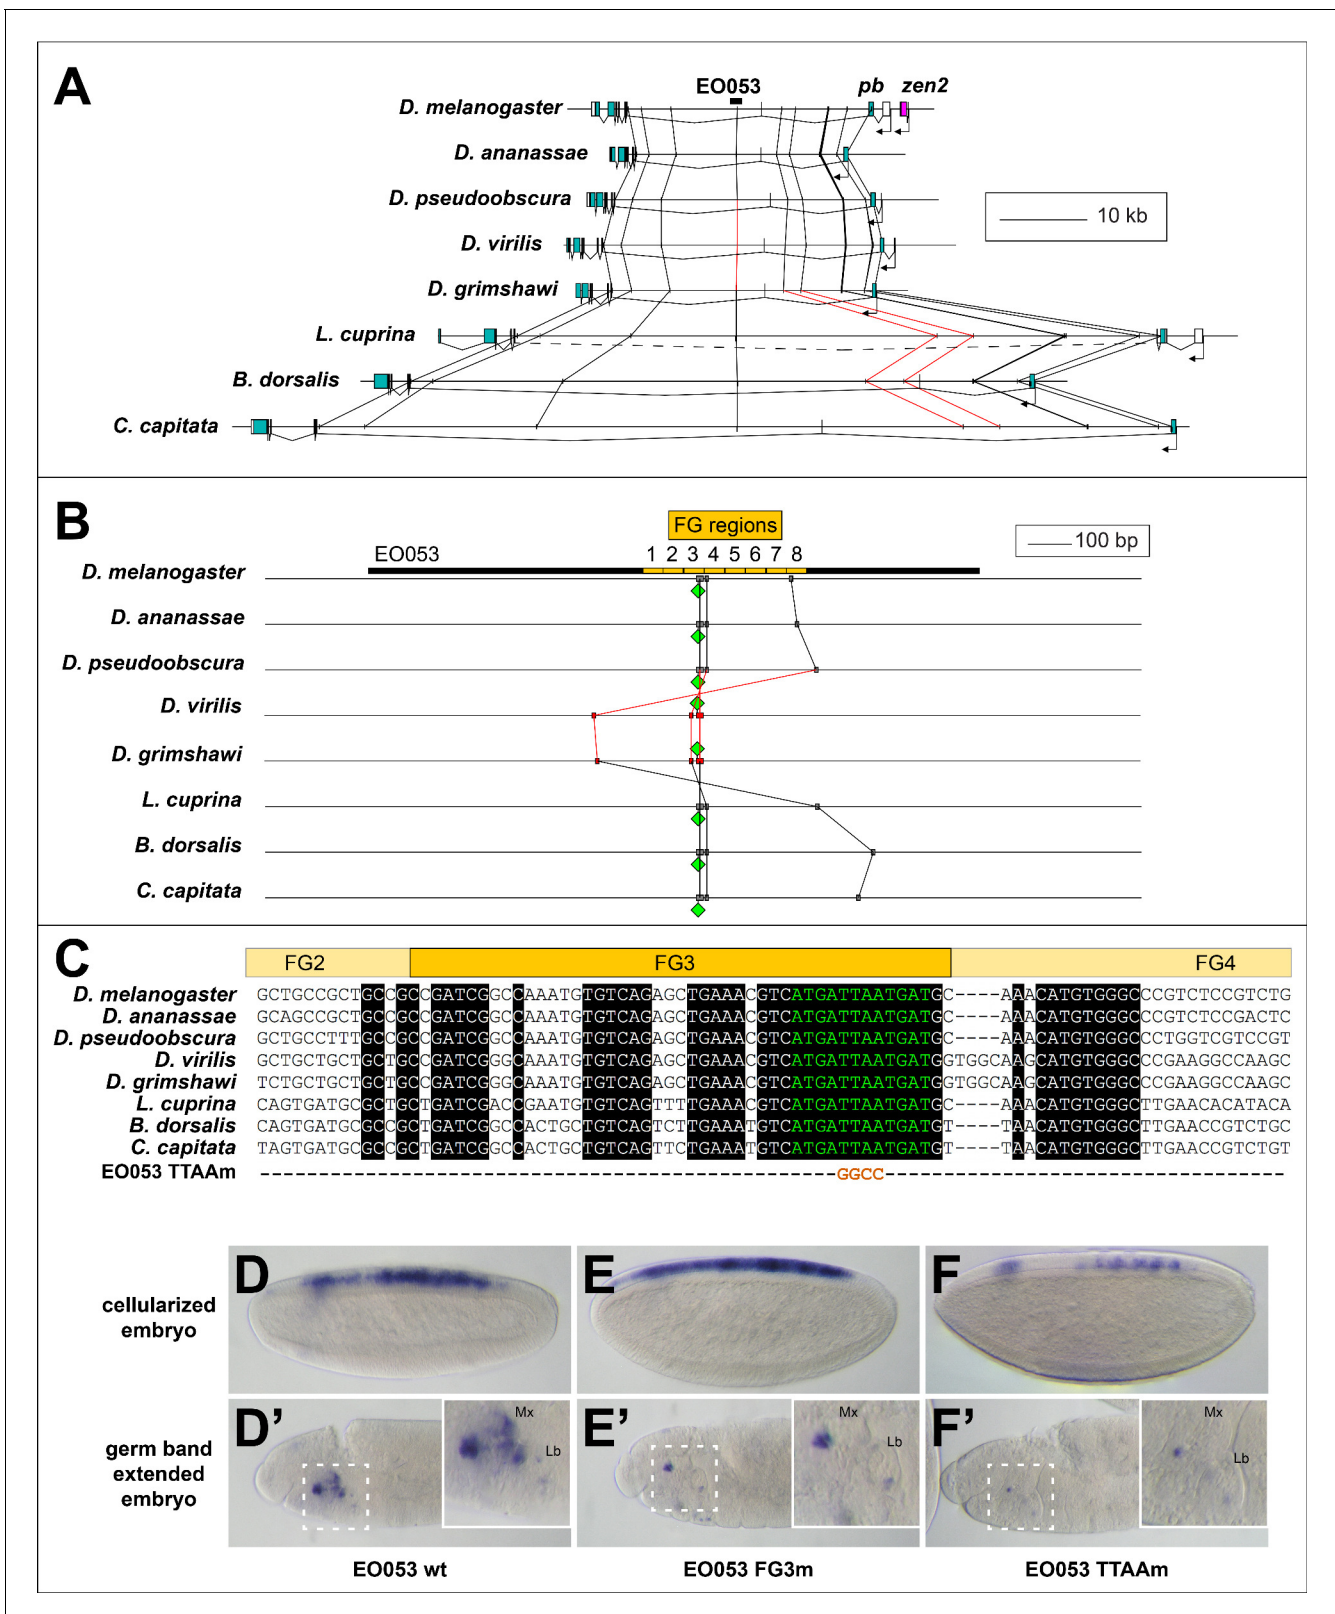 A
EO053
pb zen2
D. melanogaster
D. ananassae
D. pseudoobscura
10 kb
D. virilis
D. grimshawi
L. cuprina
B. dorsalis
C. capitata
B
FG regions
100 bp
EO053
1 2 3 4 5 6 7 8
D. melanogaster
D. ananassae
D. pseudoobscura
D. virilis
D. grimshawi
L. cuprina
B. dorsalis
C. capitata
C
FG2 FG3 FG4
D. melanogaster GCTGCCGCTGCCGCCGATCGGCCAAATGTGTCAGAGCTGAAACGTCATGATTAATGATGC----AAACATGTGGGCCCGTCTCCGTCTG
D. ananassae GCAGCCGCTGCCGCCGATCGGCCAAATGTGTCAGAGCTGAAACGTCATGATTAATGATGC----AAACATGTGGGCCCGTCTCCGACTC
D. pseudoobscura GCTGCCTTTGCCGCCGATCGGCCAAATGTGTCAGAGCTGAAACGTCATGATTAATGATGC----AAACATGTGGGCCCTGGTCGTCCGT
D. virilis GCTGCTGCTGCTGCCGATCGGGCAAATGTGTCAGAGCTGAAACGTCATGATTAATGATGGTGGCAAGCATGTGGGCCCGAAGGCCAAGC
D. grimshawi TCTGCTGCTGCTGCCGATCGGGCAAATGTGTCAGAGCTGAAACGTCATGATTAATGATGGTGGCAAGCATGTGGGCCCGAAGGCCAAGC
L. cuprina CAGTGATGCGCTGCTGATCGACCGAATGTGTCAGTTTTGAAACGTCATGATTAATGATGC----AAACATGTGGGCTTGAACACATACA
B. dorsalis CAGTGATGCGCCGCTGATCGGCCACTGCTGTCAGTCTTGAAATGTCATGATTAATGATGT----TAACATGTGGGCTTGAACCGTCTGC
C. capitata TAGTGATGCGCCGCTGATCGGCCACTGCTGTCAGTTCTGAAATGTCATGATTAATGATGT----TAACATGTGGGCTTGAACCGTCTGT
EO053 TTAAm GGCC
D E F
cellularized
embryo
D' Mx Lb E' Mx Lb F' Mx Lb
germ band
extended
embryo
EO053 wt EO053 FG3m EO053 TTAAm